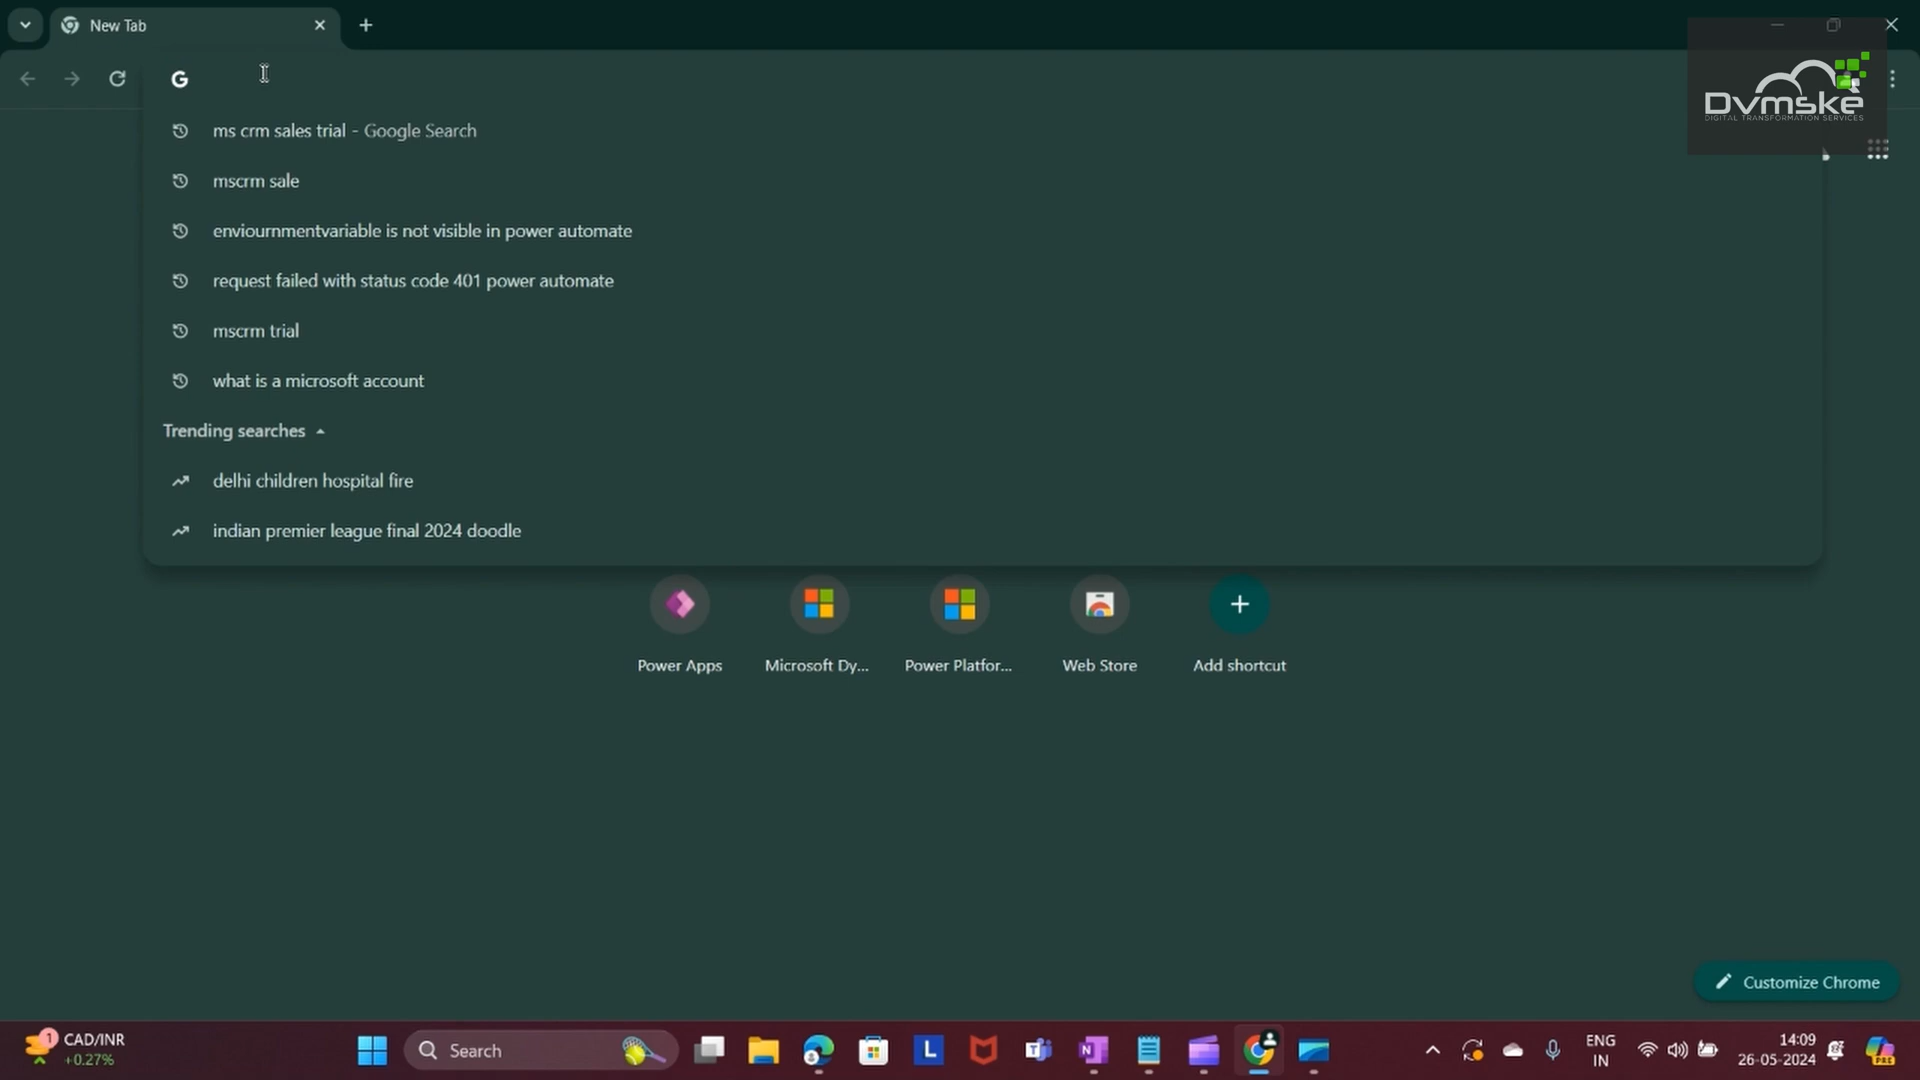 New Tab
Dvmske
DIGITAL TRANSFORMATION SERVICES
ms crm sales trial - Google Search
mscrm sale
enviournmentvariable is not visible in power automate
request failed with status code 401 power automate
mscrm trial
what is a microsoft account
Trending searches
delhi children hospital fire
indian premier league final 2024 doodle
Power Apps
Microsoft Dy...
Power Platfor...
Web Store
Add shortcut
Customize Chrome
1 CAD/INR
+0.27%
Search
ENG
IN
14:09
26-05-2024
PRE